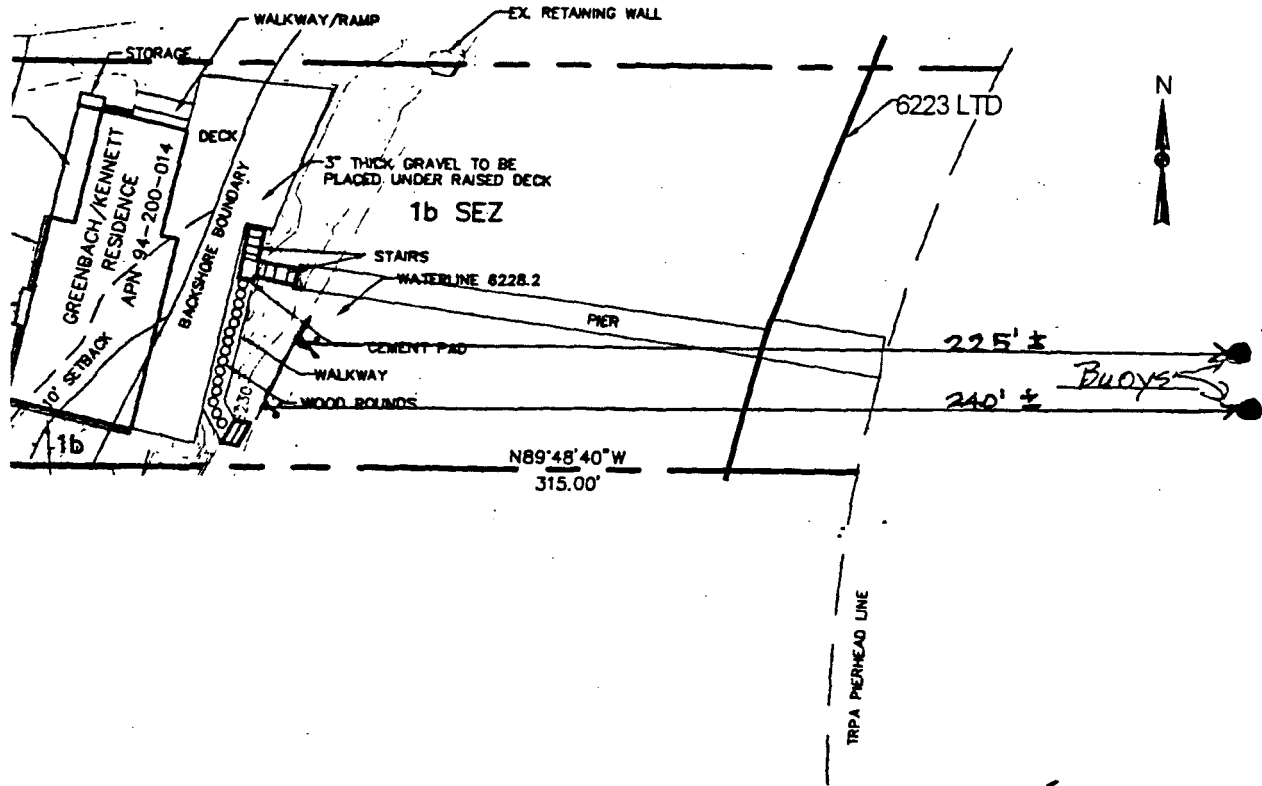 WALKWAY/RAMP
EX. RETAINING WALL
STORAGE
N
6223 LTD
DECK
3" THICK GRAVEL TO BE
PLACED UNDER RAISED DECK
1b SEZ
GREENBACH/KENNETT
RESIDENCE
APN 94-200-014
BACKSHORE BOUNDARY
STAIRS
WATERLINE 6228.2
PIER
CEMENT PAD
225' ±
WALKWAY
Buoys
10' SETBACK
WOOD ROUNDS
240' ±
1b
N89°48'40"W
315.00'
TRPA PIERHEAD LINE